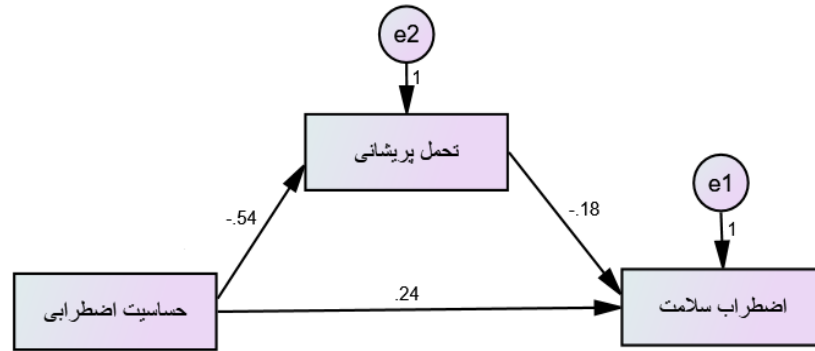 e2
1
تحمل پریشانی
e1
-.54
-.18
1
.24
حساسیت اضطرابی
اضطراب سلامت